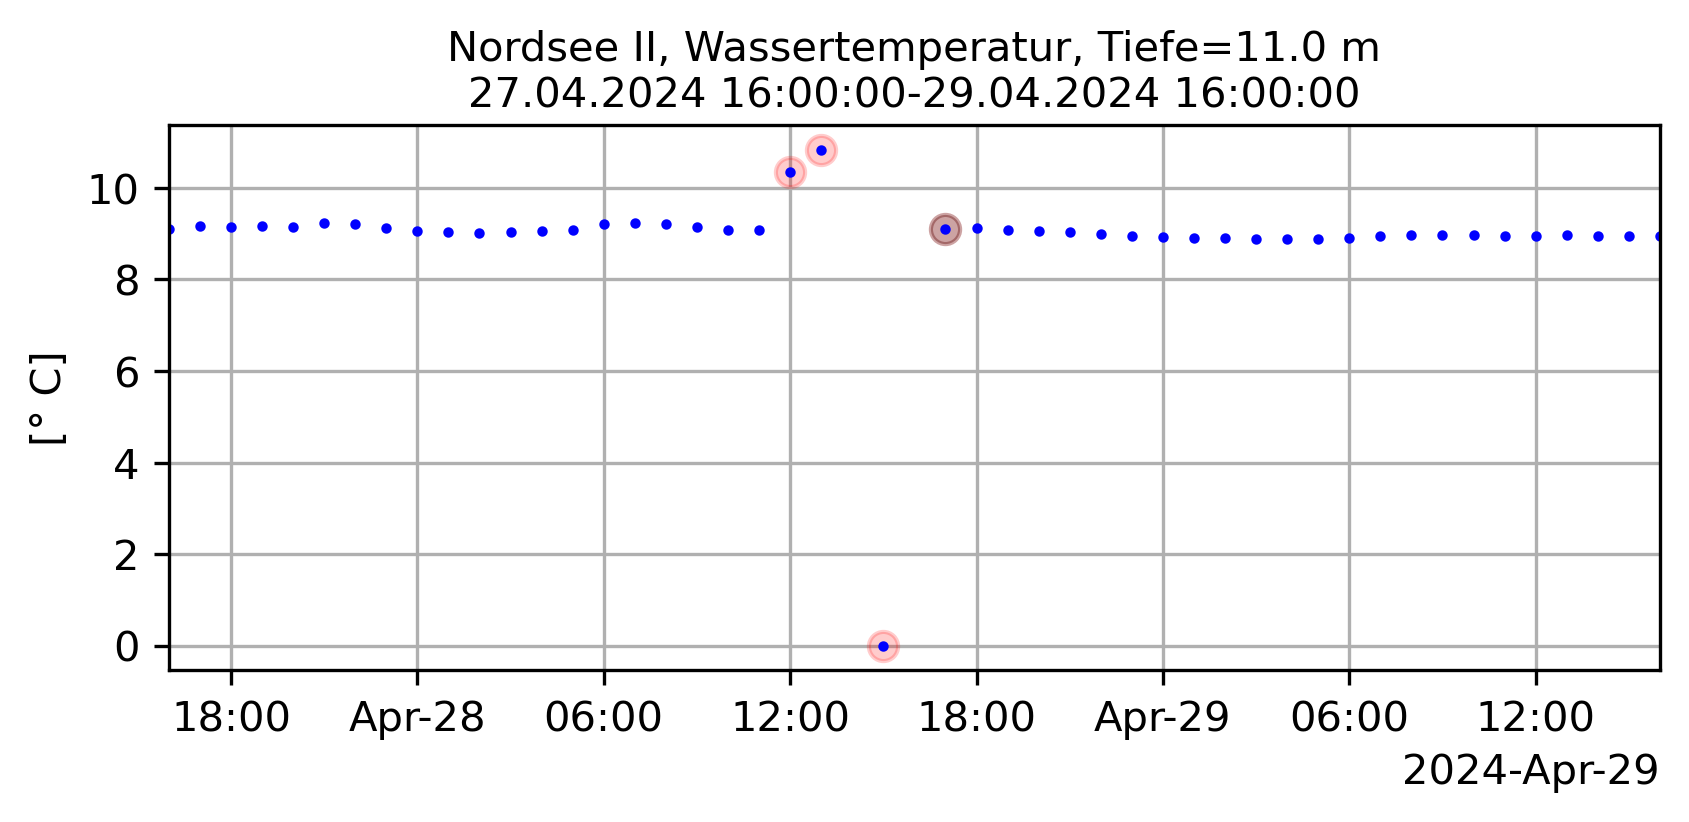 Nordsee II, Wassertemperatur, Tiefe=11.0 m
27.04.2024 16:00:00-29.04.2024 16:00:00
10
8
6
4
2
0
[° C]
18:00 Apr-28 06:00 12:00 18:00 Apr-29 06:00 12:00
2024-Apr-29